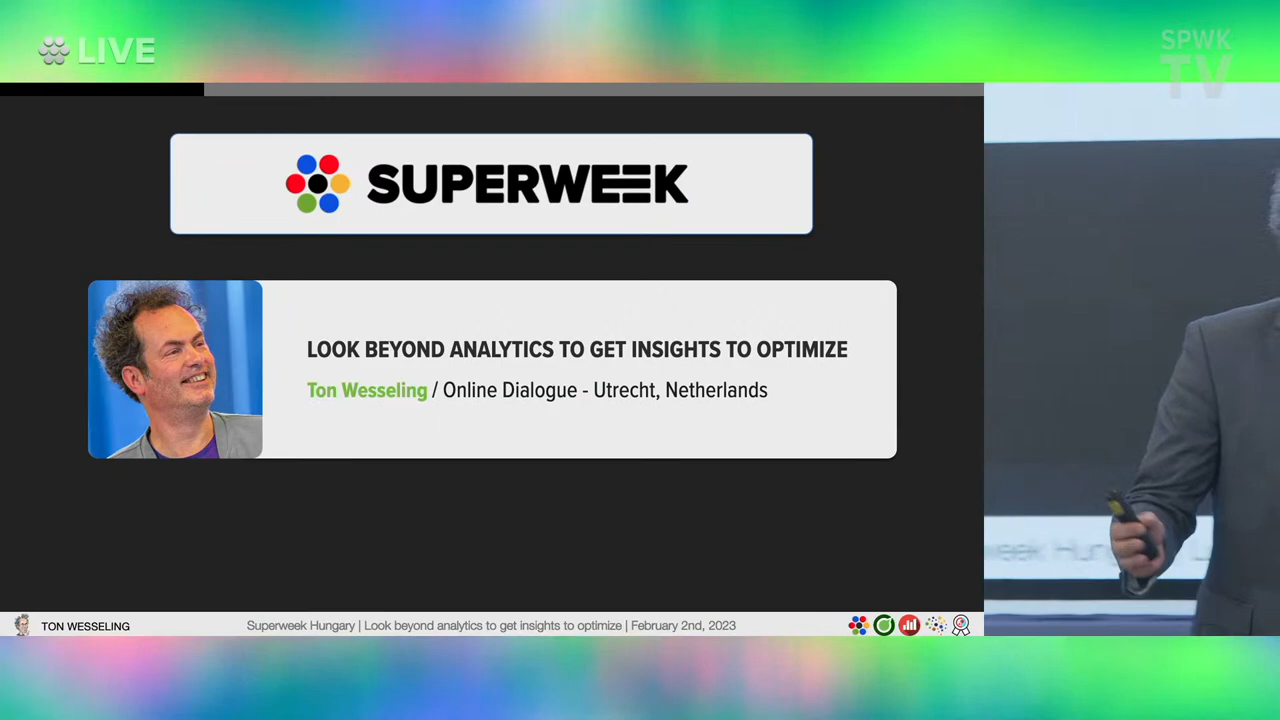 LIVE
SPWK
TV
SUPERWEEK
LOOK BEYOND ANALYTICS TO GET INSIGHTS TO OPTIMIZE
Ton Wesseling / Online Dialogue - Utrecht, Netherlands
TON WESSELING
Superweek Hungary | Look beyond analytics to get insights to optimize | February 2nd, 2023